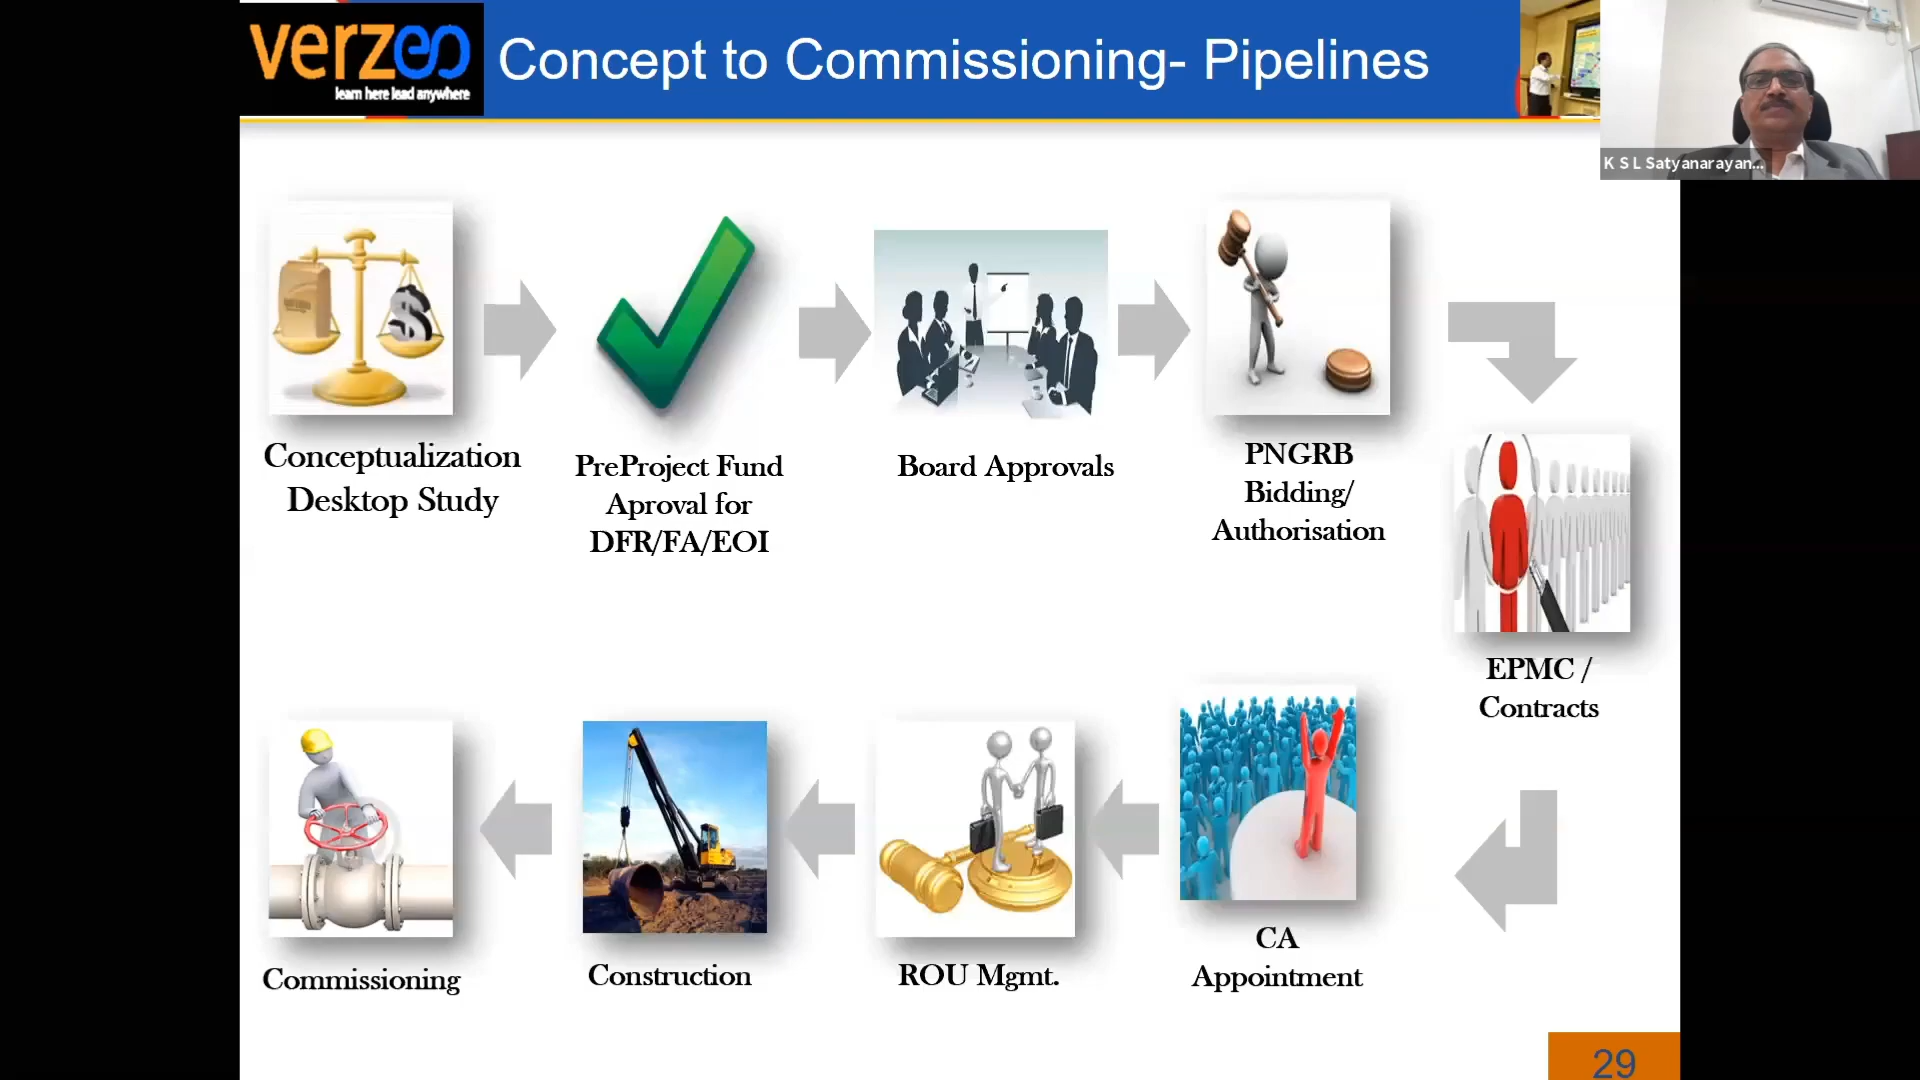 verzeo
learn here lead anywhere
Concept to Commissioning- Pipelines
K S L Satyanarayan...
Conceptualization
Desktop Study
PreProject Fund
Aproval for
DFR/FA/EOI
Board Approvals
PNGRB
Bidding/
Authorisation
EPMC /
Contracts
CA
Appointment
ROU Mgmt.
Construction
Commissioning
29